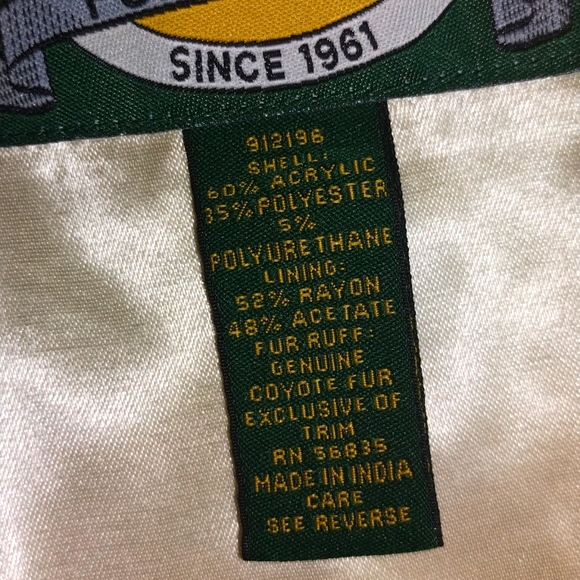 SINCE 1961
912196
SHELL:
60% ACRYLIC
35% POLYESTER
5%
POLYURETHANE
LINING:
52% RAYON
48% ACETATE
FUR RUFF:
GENUINE
COYOTE FUR
EXCLUSIVE OF
TRIM
RN 56835
MADE IN INDIA
CARE
SEE REVERSE